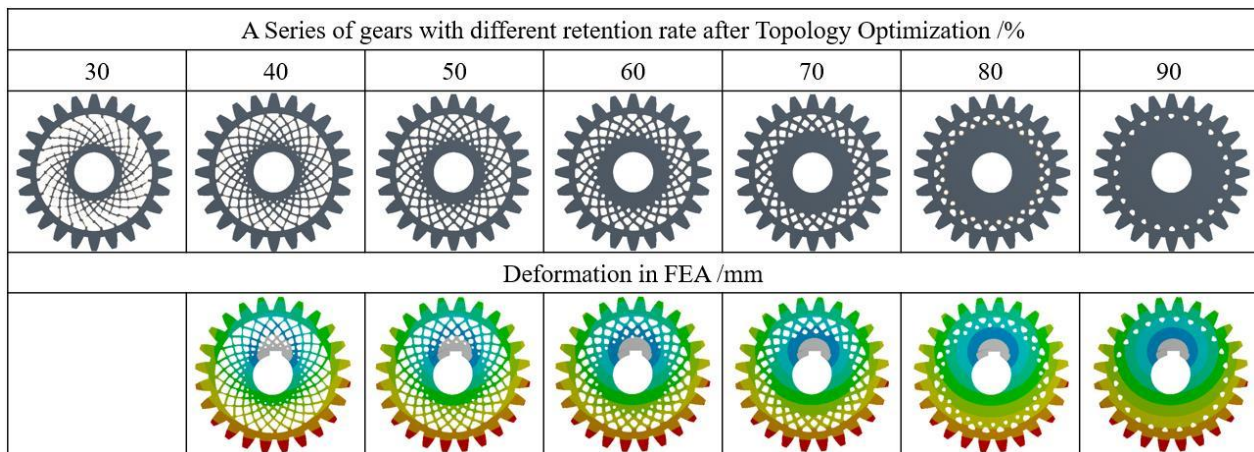 A Series of gears with different retention rate after Topology Optimization /%
30 40 50 60 70 80 90
Deformation in FEA /mm